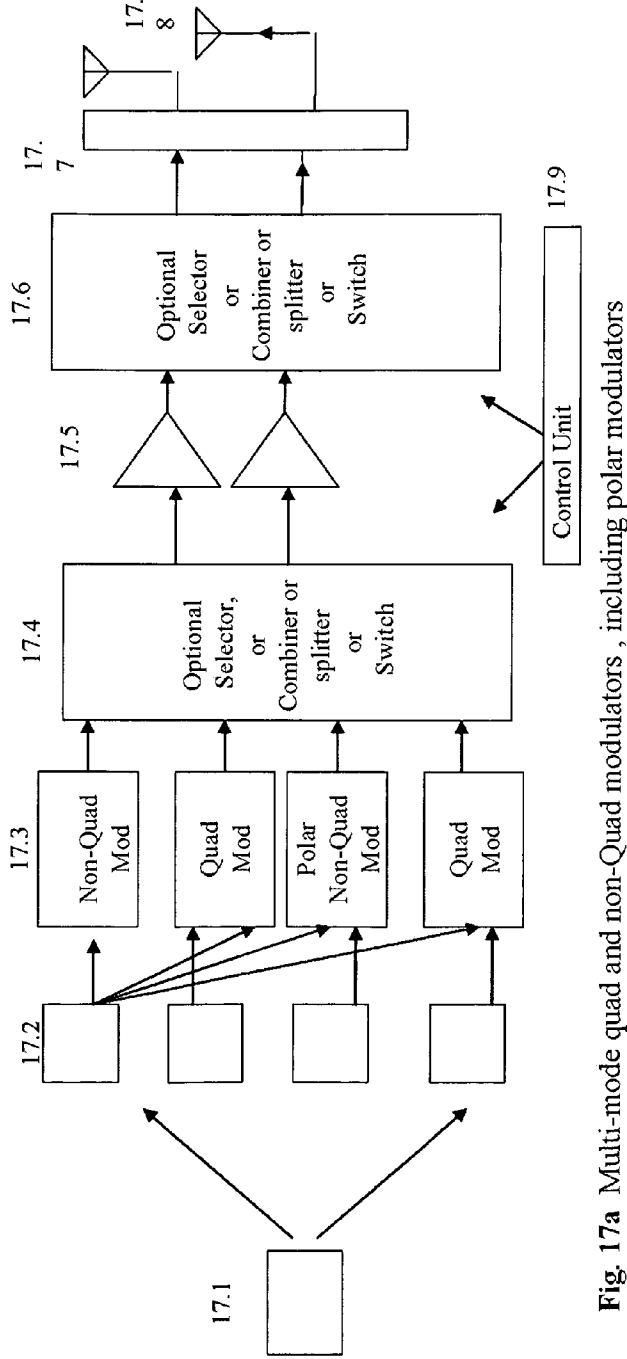 17.1
17.2
17.3
Non-Quad
Mod
Quad
Mod
Polar
Non-Quad
Mod
Quad
Mod
17.4
Optional
Selector,
or
Combiner or
splitter
or
Switch
17.5
17.6
Optional
Selector
or
Combiner or
splitter
or
Switch
17.
7
17.
8
Control Unit
17.9
Fig. 17a Multi-mode quad and non-Quad modulators , including polar modulators